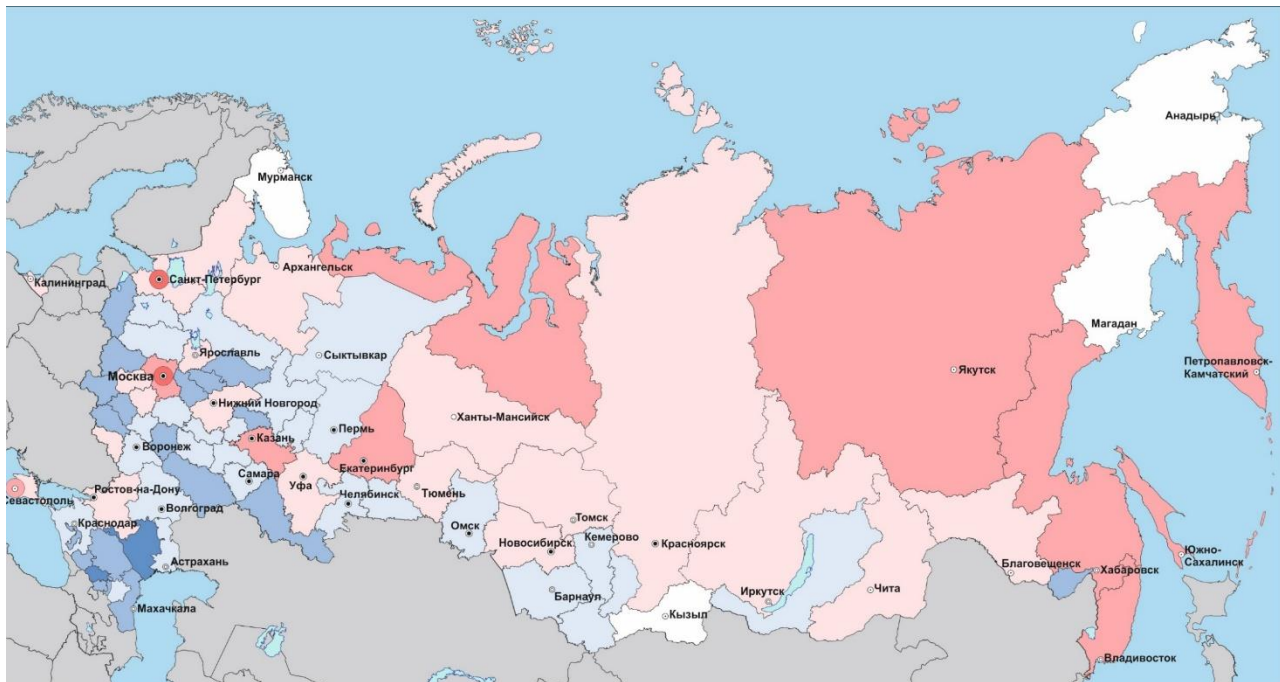 Анадырь
Мурманск
Калининград
Санкт-Петербург
Архангельск
Магадан
Ярославль
Сыктывкар
Петропавловск-
Камчатский
Москва
Якутск
Нижний Новгород
Ханты-Мансийск
Пермь
Казань
Воронеж
Екатеринбург
Самара
Уфа
Челябинск
Тюмень
Севастополь
Ростов-на-Дону
Волгоград
Краснодар
Омск
Томск
Новосибирск
Кемерово
Красноярск
Астрахань
Барнаул
Иркутск
Чита
Благовещенск
Хабаровск
Южно-
Сахалинск
Махачкала
Кызыл
Владивосток